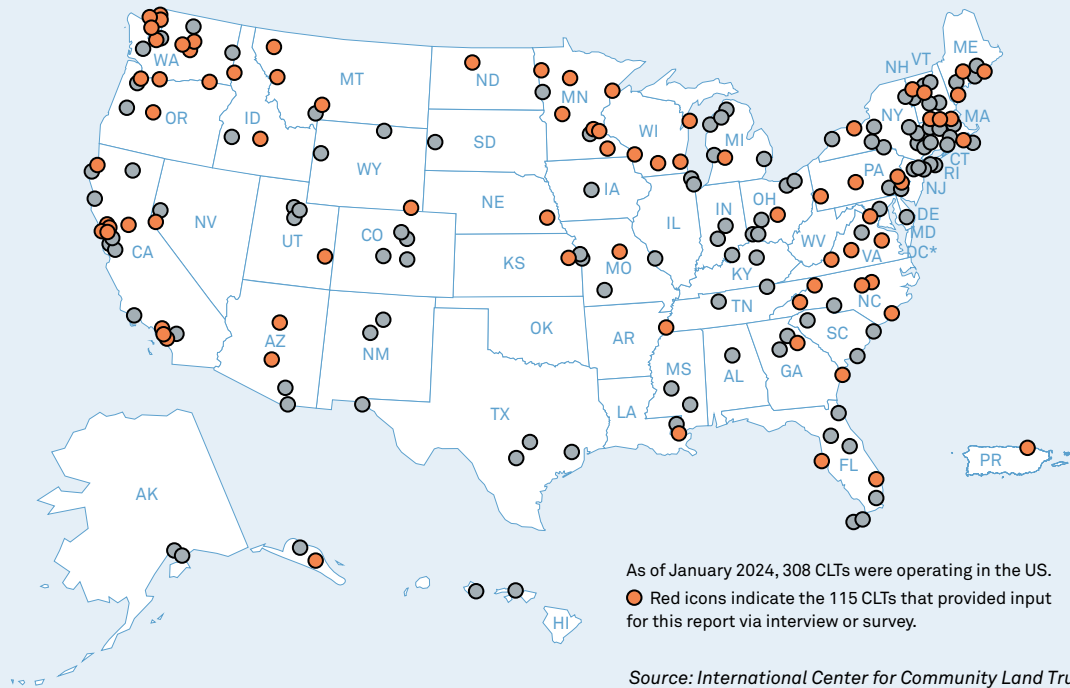 ME
VT
NH
WA
MT
ND
MN
OR
ID
WI
NY
MA
MI
SD
WY
CT
RI
PA
NJ
IA
NE
OH
IN
IL
DE
MD
NV
UT
CO
WV
DC*
CA
VA
KS
MO
KY
NC
TN
OK
AR
SC
AZ
NM
MS
AL
GA
LA
TX
PR
FL
AK
HI
As of January 2024, 308 CLTs were operating in the US.
Red icons indicate the 115 CLTs that provided input
for this report via interview or survey.
Source: International Center for Community Land Tru